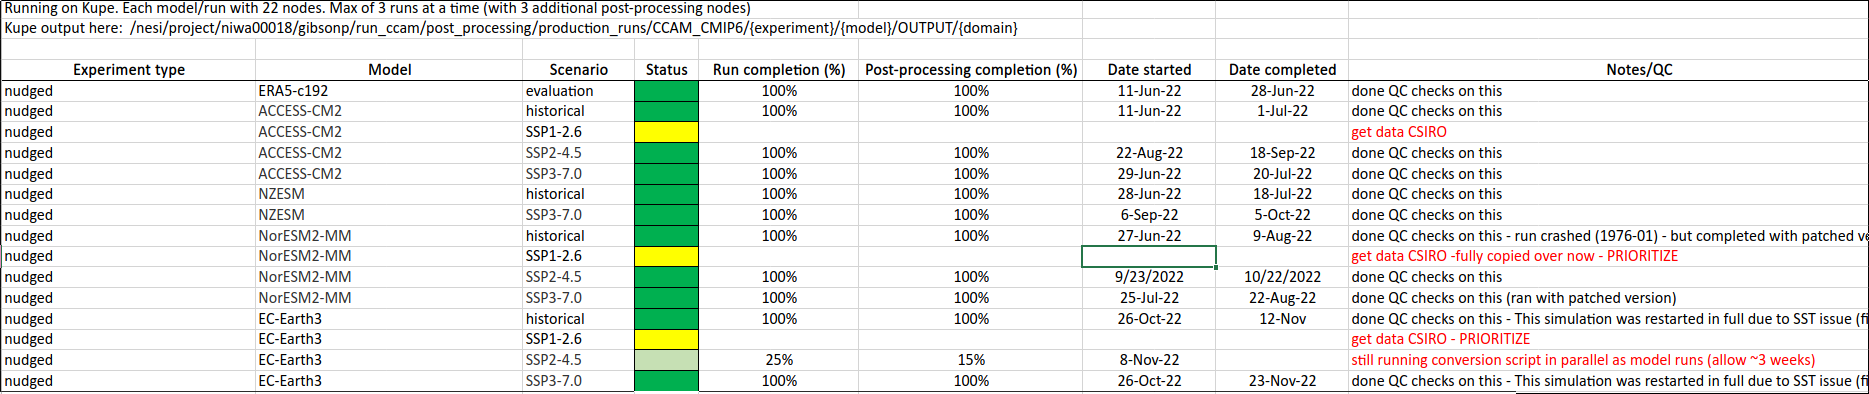 Running on Kupe. Each model/run with 22 nodes. Max of 3 runs at a time (with 3 additional post-processing nodes)
Kupe output here: /nesi/project/niwa00018/gibsonp/run_ccam/post_processing/production_runs/CCAM_CMIP6/{experiment}/{model}/OUTPUT/{domain}
Experiment type Model Scenario Status Run completion (%) Post-processing completion (%) Date started Date completed Notes/QC
nudged ERA5-c192 evaluation 100% 100% 11-Jun-22 28-Jun-22 done QC checks on this
nudged ACCESS-CM2 historical 100% 100% 11-Jun-22 1-Jul-22 done QC checks on this
nudged ACCESS-CM2 SSP1-2.6 get data CSIRO
nudged ACCESS-CM2 SSP2-4.5 100% 100% 22-Aug-22 18-Sep-22 done QC checks on this
nudged ACCESS-CM2 SSP3-7.0 100% 100% 29-Jun-22 20-Jul-22 done QC checks on this
nudged NZESM historical 100% 100% 28-Jun-22 18-Jul-22 done QC checks on this
nudged NZESM SSP3-7.0 100% 100% 6-Sep-22 5-Oct-22 done QC checks on this
nudged NorESM2-MM historical 100% 100% 27-Jun-22 9-Aug-22 done QC checks on this - run crashed (1976-01) - but completed with patched ve
nudged NorESM2-MM SSP1-2.6 get data CSIRO -fully copied over now - PRIORITIZE
nudged NorESM2-MM SSP2-4.5 100% 100% 9/23/2022 10/22/2022 done QC checks on this
nudged NorESM2-MM SSP3-7.0 100% 100% 25-Jul-22 22-Aug-22 done QC checks on this (ran with patched version)
nudged EC-Earth3 historical 100% 100% 26-Oct-22 12-Nov done QC checks on this - This simulation was restarted in full due to SST issue (fi
nudged EC-Earth3 SSP1-2.6 get data CSIRO - PRIORITIZE
nudged EC-Earth3 SSP2-4.5 25% 15% 8-Nov-22 still running conversion script in parallel as model runs (allow ~3 weeks)
nudged EC-Earth3 SSP3-7.0 100% 100% 26-Oct-22 23-Nov-22 done QC checks on this - This simulation was restarted in full due to SST issue (fi